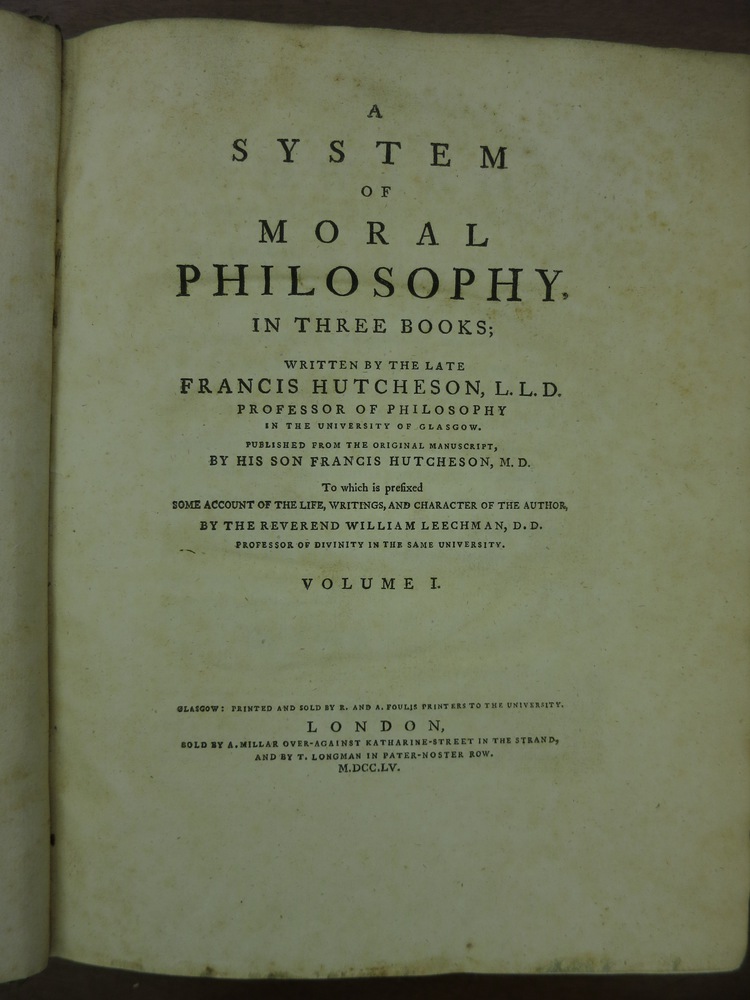 A
SYSTEM
OF
MORAL
PHILOSOPHY,
IN THREE BOOKS;
WRITTEN BY THE LATE
FRANCIS HUTCHESON, L.L.D.
PROFESSOR OF PHILOSOPHY
IN THE UNIVERSITY OF GLASGOW.
PUBLISHED FROM THE ORIGINAL MANUSCRIPT,
BY HIS SON FRANCIS HUTCHESON, M.D.
To which is prefixed
SOME ACCOUNT OF THE LIFE, WRITINGS, AND CHARACTER OF THE AUTHOR,
BY THE REVEREND WILLIAM LEECHMAN, D.D.
PROFESSOR OF DIVINITY IN THE SAME UNIVERSITY.
VOLUME I.
GLASGOW: PRINTED AND SOLD BY R. AND A. FOULIS PRINTERS TO THE UNIVERSITY.
LONDON,
SOLD BY A. MILLAR OVER-AGAINST KATHARINE-STREET IN THE STRAND,
AND BY T. LONGMAN IN PATER-NOSTER ROW.
M.DCC.LV.